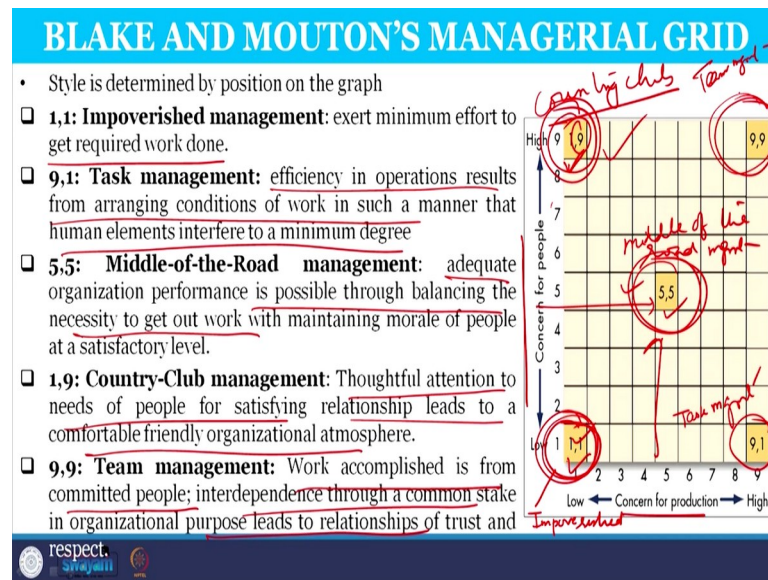 BLAKE AND MOUTON'S MANAGERIAL GRID
• Style is determined by position on the graph
❑ 1,1: Impoverished management: exert minimum effort to
get required work done.
❑ 9,1: Task management: efficiency in operations results
from arranging conditions of work in such a manner that
human elements interfere to a minimum degree
❑ 5,5: Middle-of-the-Road management: adequate
organization performance is possible through balancing the
necessity to get out work with maintaining morale of people
at a satisfactory level.
❑ 1,9: Country-Club management: Thoughtful attention to
needs of people for satisfying relationship leads to a
comfortable friendly organizational atmosphere.
❑ 9,9: Team management: Work accomplished is from
committed people; interdependence through a common stake
in organizational purpose leads to relationships of trust and
respect.
swayam
Country club
Team mgmt
High 9 1,9 9,9
8
7
6
middle of the
road mgmt
5 5,5
4
3
2
Task mgmt
Low 1 1,1 9,1
Concern for people
2 3 4 5 6 7 8 9
Low Concern for production High
Impoverished